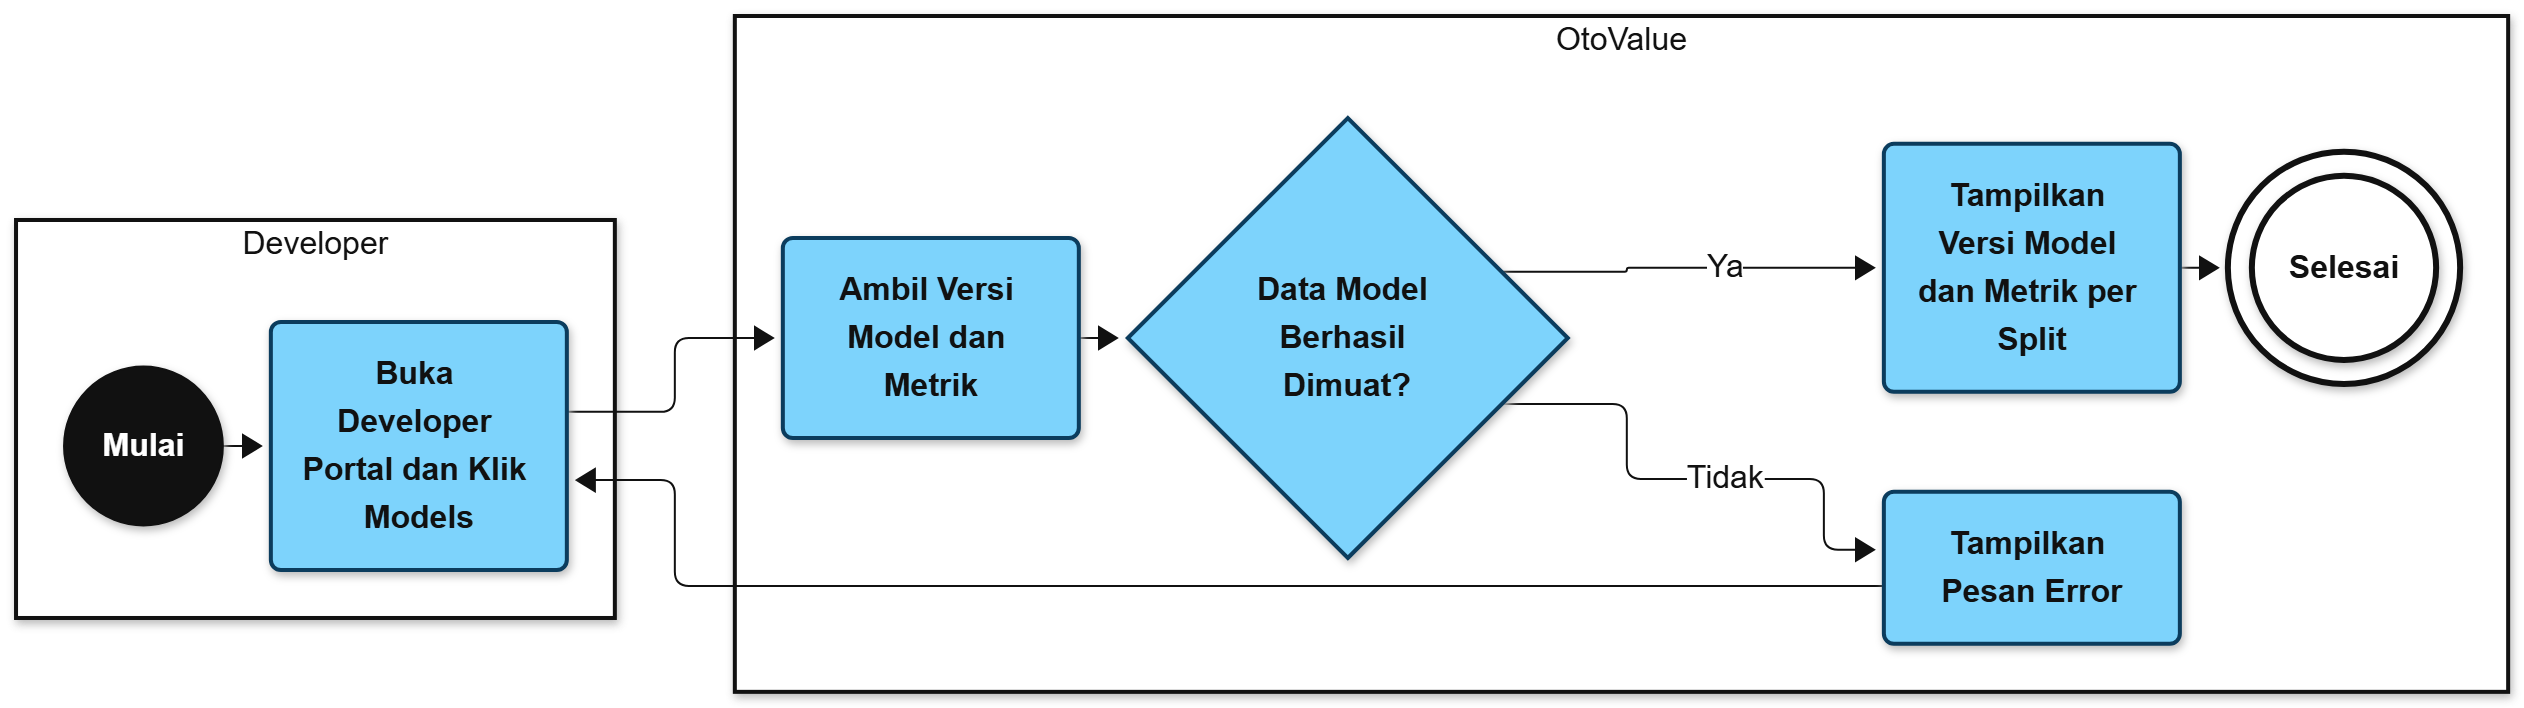 OtoValue
Developer
Mulai
Buka
Developer
Portal dan Klik
Models
Ambil Versi
Model dan
Metrik
Data Model
Berhasil
Dimuat?
Ya
Tidak
Tampilkan
Versi Model
dan Metrik per
Split
Selesai
Tampilkan
Pesan Error